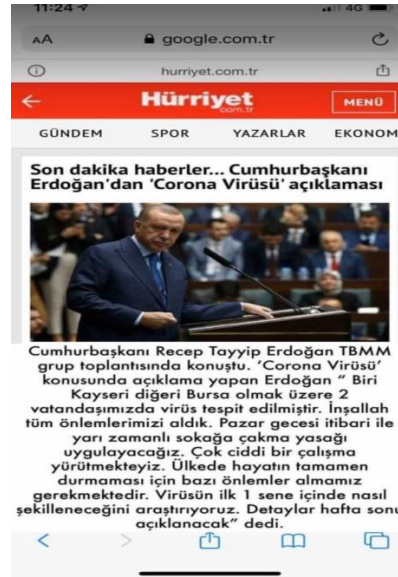 11:24
4G
AA
google.com.tr
hurriyet.com.tr
Hürriyet
com.tr
MENÜ
GÜNDEM SPOR YAZARLAR EKONOM
Son dakika haberler... Cumhurbaşkanı
Erdoğan'dan 'Corona Virüsü' açıklaması
Cumhurbaşkanı Recep Tayyip Erdoğan TBMM
grup toplantısında konuştu. 'Corona Virüsü'
konusunda açıklama yapan Erdoğan " Biri
Kayseri diğeri Bursa olmak üzere 2
vatandaşımızda virüs tespit edilmiştir. İnşallah
tüm önlemlerimizi aldık. Pazar gecesi itibari ile
yarı zamanlı sokağa çakma yasağı
uygulayacağız. Çok ciddi bir çalışma
yürütmekteyiz. Ülkede hayatın tamamen
durmaması için bazı önlemler almamız
gerekmektedir. Virüsün ilk 1 sene içinde nasıl
şekilleneceğini araştırıyoruz. Detaylar hafta sonu
açıklanacak" dedi.